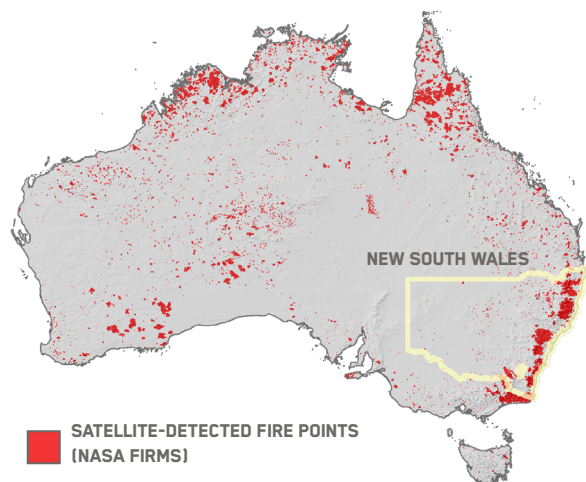 NEW SOUTH WALES
SATELLITE-DETECTED FIRE POINTS
(NASA FIRMS)